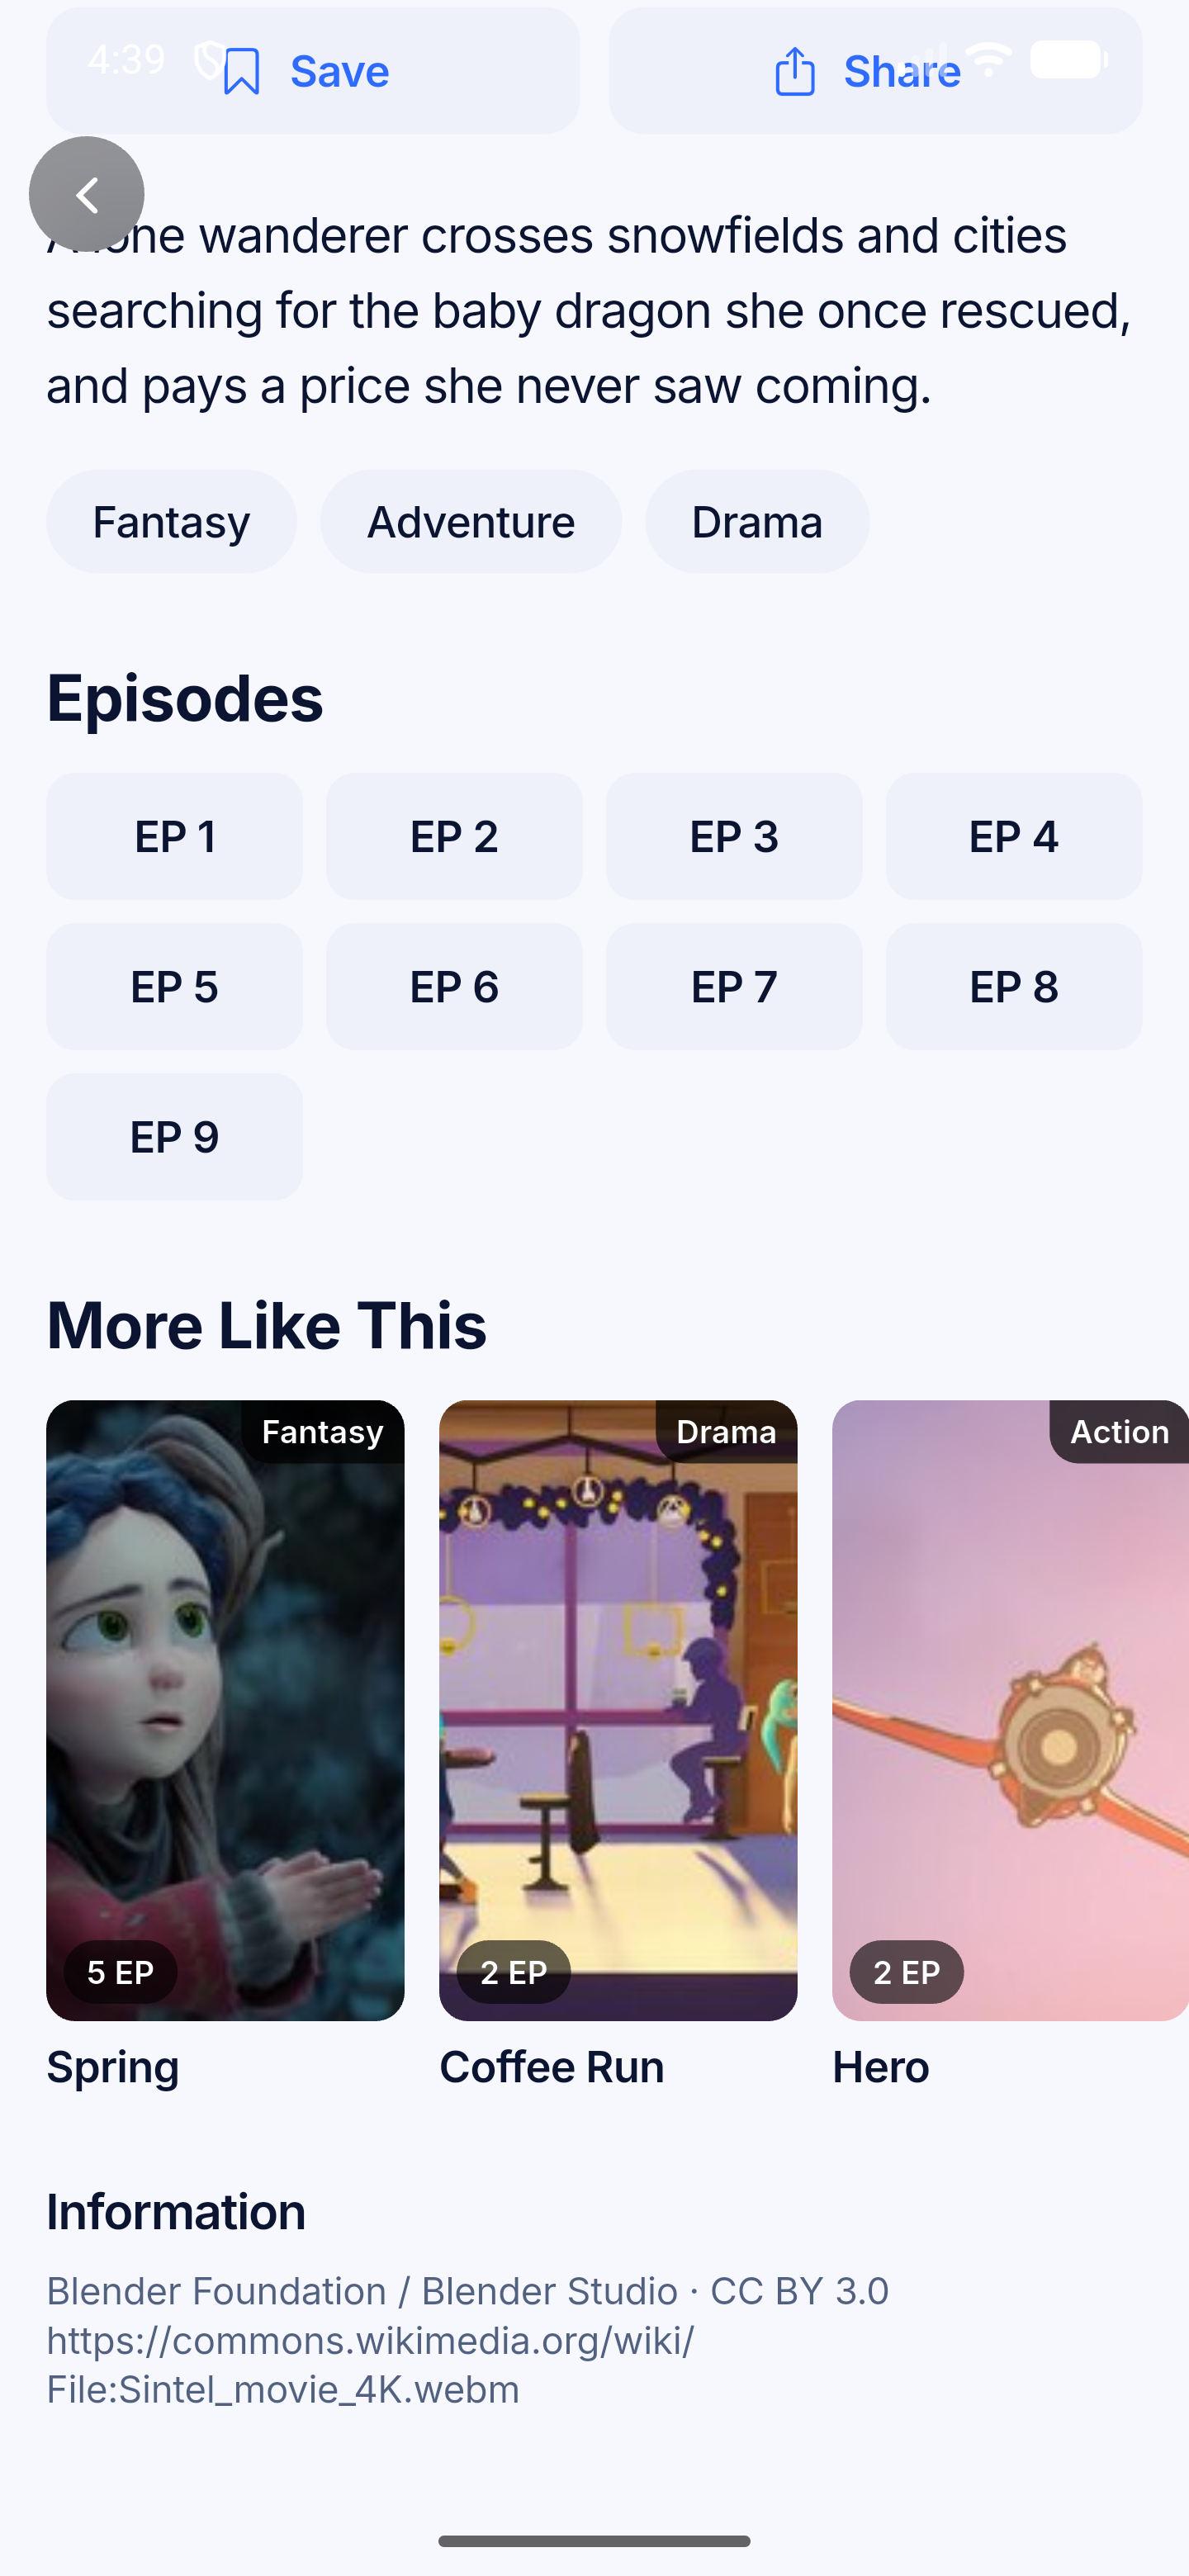 4:39
Save
Share
one wanderer crosses snowfields and cities
searching for the baby dragon she once rescued,
and pays a price she never saw coming.
Fantasy
Adventure
Drama
Episodes
EP 1
EP 2
EP 3
EP 4
EP 5
EP 6
EP 7
EP 8
EP 9
More Like This
Fantasy
Drama
Action
5 EP
2 EP
2 EP
Spring
Coffee Run
Hero
Information
Blender Foundation / Blender Studio · CC BY 3.0
https://commons.wikimedia.org/wiki/
File:Sintel_movie_4K.webm